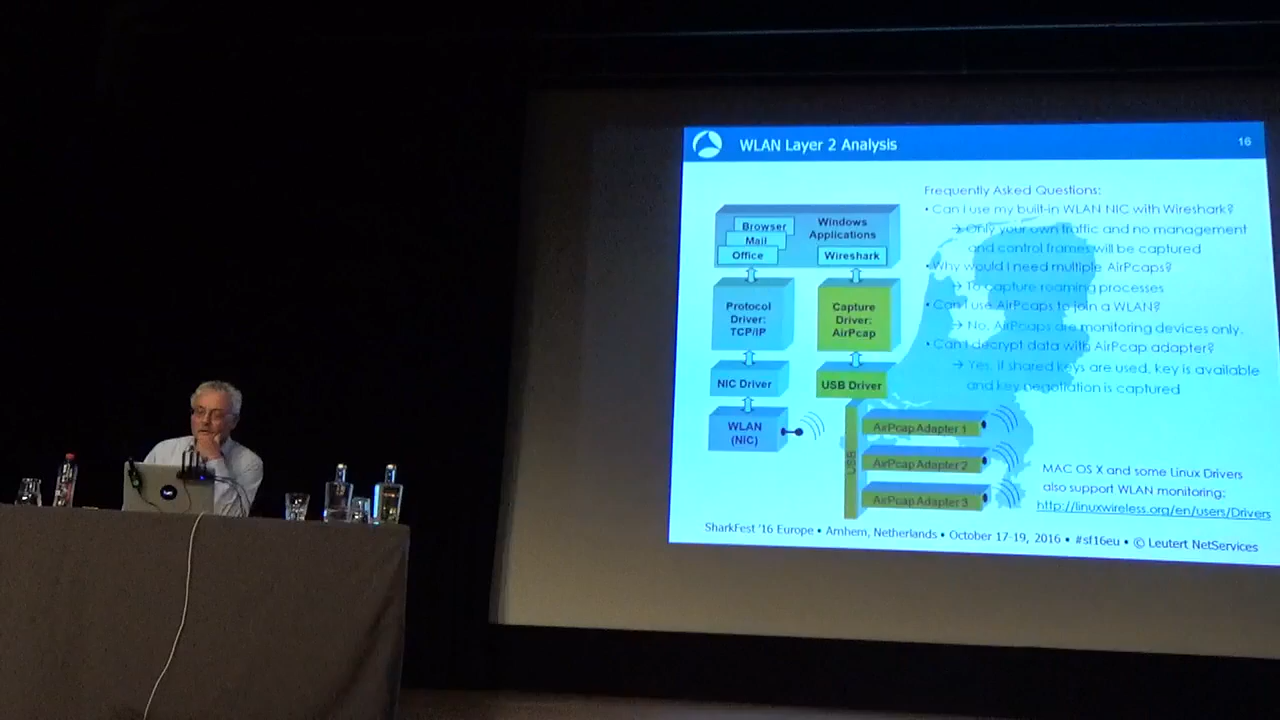 WLAN Layer 2 Analysis
16
Browser
Mail
Office
Windows
Applications
Wireshark
Protocol
Driver:
TCP/IP
Capture
Driver:
AirPcap
NIC Driver
USB Driver
WLAN
(NIC)
USB
AirPcap Adapter 1
AirPcap Adapter 2
AirPcap Adapter 3
Frequently Asked Questions:
• Can I use my built-in WLAN NIC with Wireshark?
→ Only your own traffic and no management
and control frames will be captured
• Why would I need multiple AirPcaps?
→ To capture roaming processes
• Can I use AirPcaps to join a WLAN?
→ No, AirPcaps are monitoring devices only.
• Can I decrypt data with AirPcap adapter?
→ Yes, if shared keys are used, key is available
and key negotiation is captured
MAC OS X and some Linux Drivers
also support WLAN monitoring:
http://linuxwireless.org/en/users/Drivers
SharkFest '16 Europe • Arnhem, Netherlands • October 17-19, 2016 • #sf16eu • © Leutert NetServices